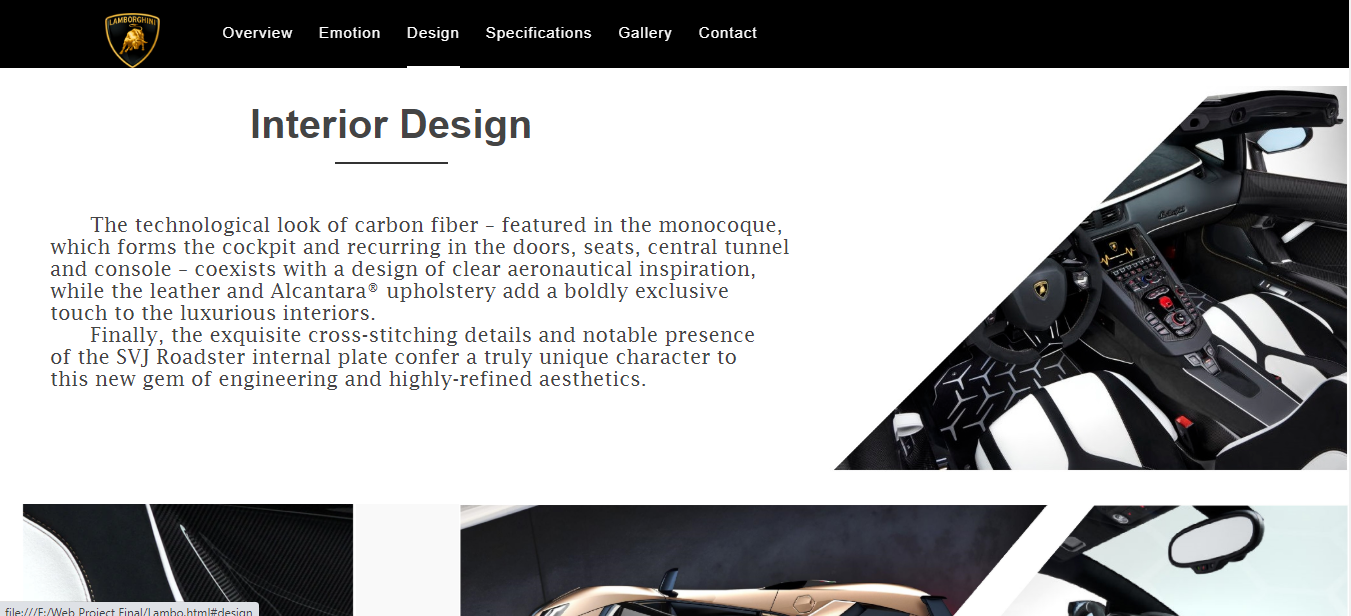 LAMBORGHINI
Overview Emotion Design Specifications Gallery Contact
Interior Design
The technological look of carbon fiber – featured in the monocoque,
which forms the cockpit and recurring in the doors, seats, central tunnel
and console – coexists with a design of clear aeronautical inspiration,
while the leather and Alcantara® upholstery add a boldly exclusive
touch to the luxurious interiors.
Finally, the exquisite cross-stitching details and notable presence
of the SVJ Roadster internal plate confer a truly unique character to
this new gem of engineering and highly-refined aesthetics.
file:///F:/Web Project Final/Lambo.html#design